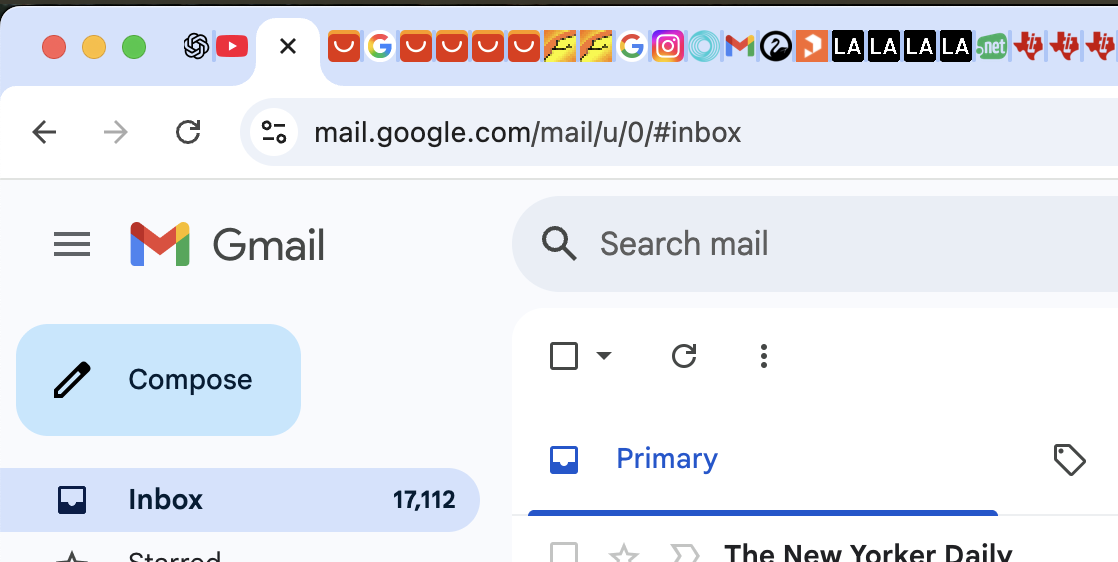 LA LA LA LA .net
mail.google.com/mail/u/0/#inbox
Gmail
Search mail
Compose
Primary
Inbox 17,112
Starred
The New Yorker Daily